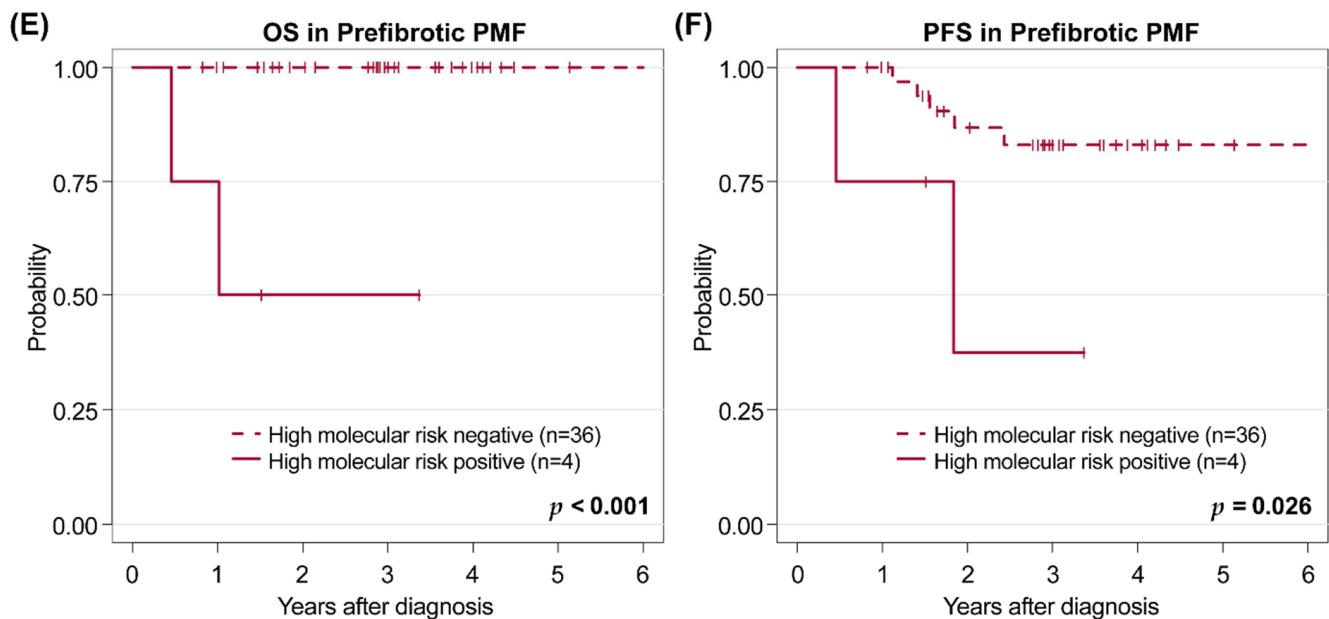 (E)
OS in Prefibrotic PMF
1.00
0.75
0.50
0.25
0.00
Probability
High molecular risk negative (n=36)
High molecular risk positive (n=4)
p < 0.001
0 1 2 3 4 5 6
Years after diagnosis
(F)
PFS in Prefibrotic PMF
1.00
0.75
0.50
0.25
0.00
Probability
High molecular risk negative (n=36)
High molecular risk positive (n=4)
p = 0.026
0 1 2 3 4 5 6
Years after diagnosis